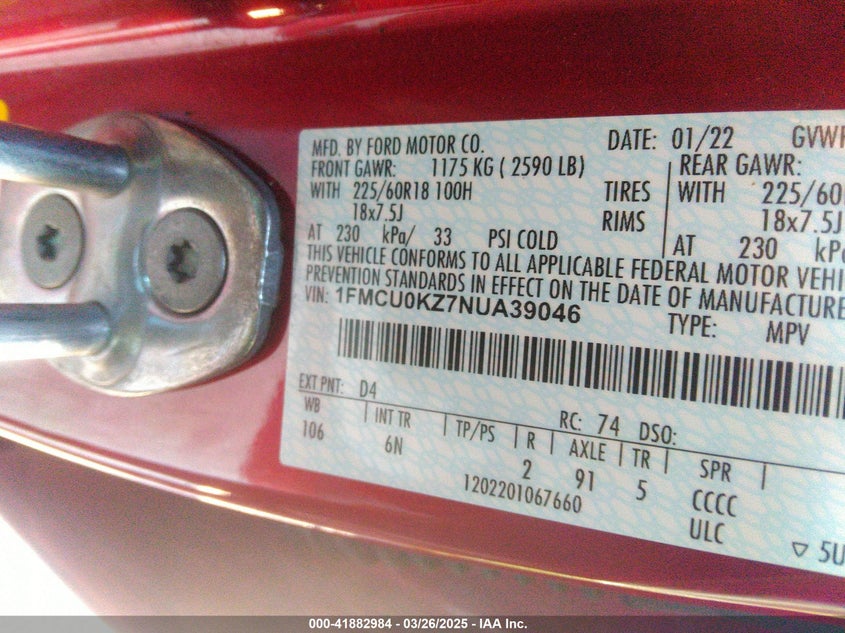 MFD. BY FORD MOTOR CO. DATE: 01/22 GVWR
FRONT GAWR: 1175 KG ( 2590 LB) REAR GAWR:
WITH 225/60R18 100H TIRES WITH 225/60R
18x7.5J RIMS 18x7.5J
AT 230 kPa/ 33 PSI COLD AT 230 kPa
THIS VEHICLE CONFORMS TO ALL APPLICABLE FEDERAL MOTOR VEHI
PREVENTION STANDARDS IN EFFECT ON THE DATE OF MANUFACTURE
VIN: 1FMCU0KZ7NUA39046 TYPE: MPV
EXT PNT: D4 RC: 74 DSO:
WB INT TR TP/PS R AXLE TR SPR
106 6N 2 91 5 CCCC
1202201067660 ULC
▽ 5U
000-41882984 - 03/26/2025 - IAA Inc.